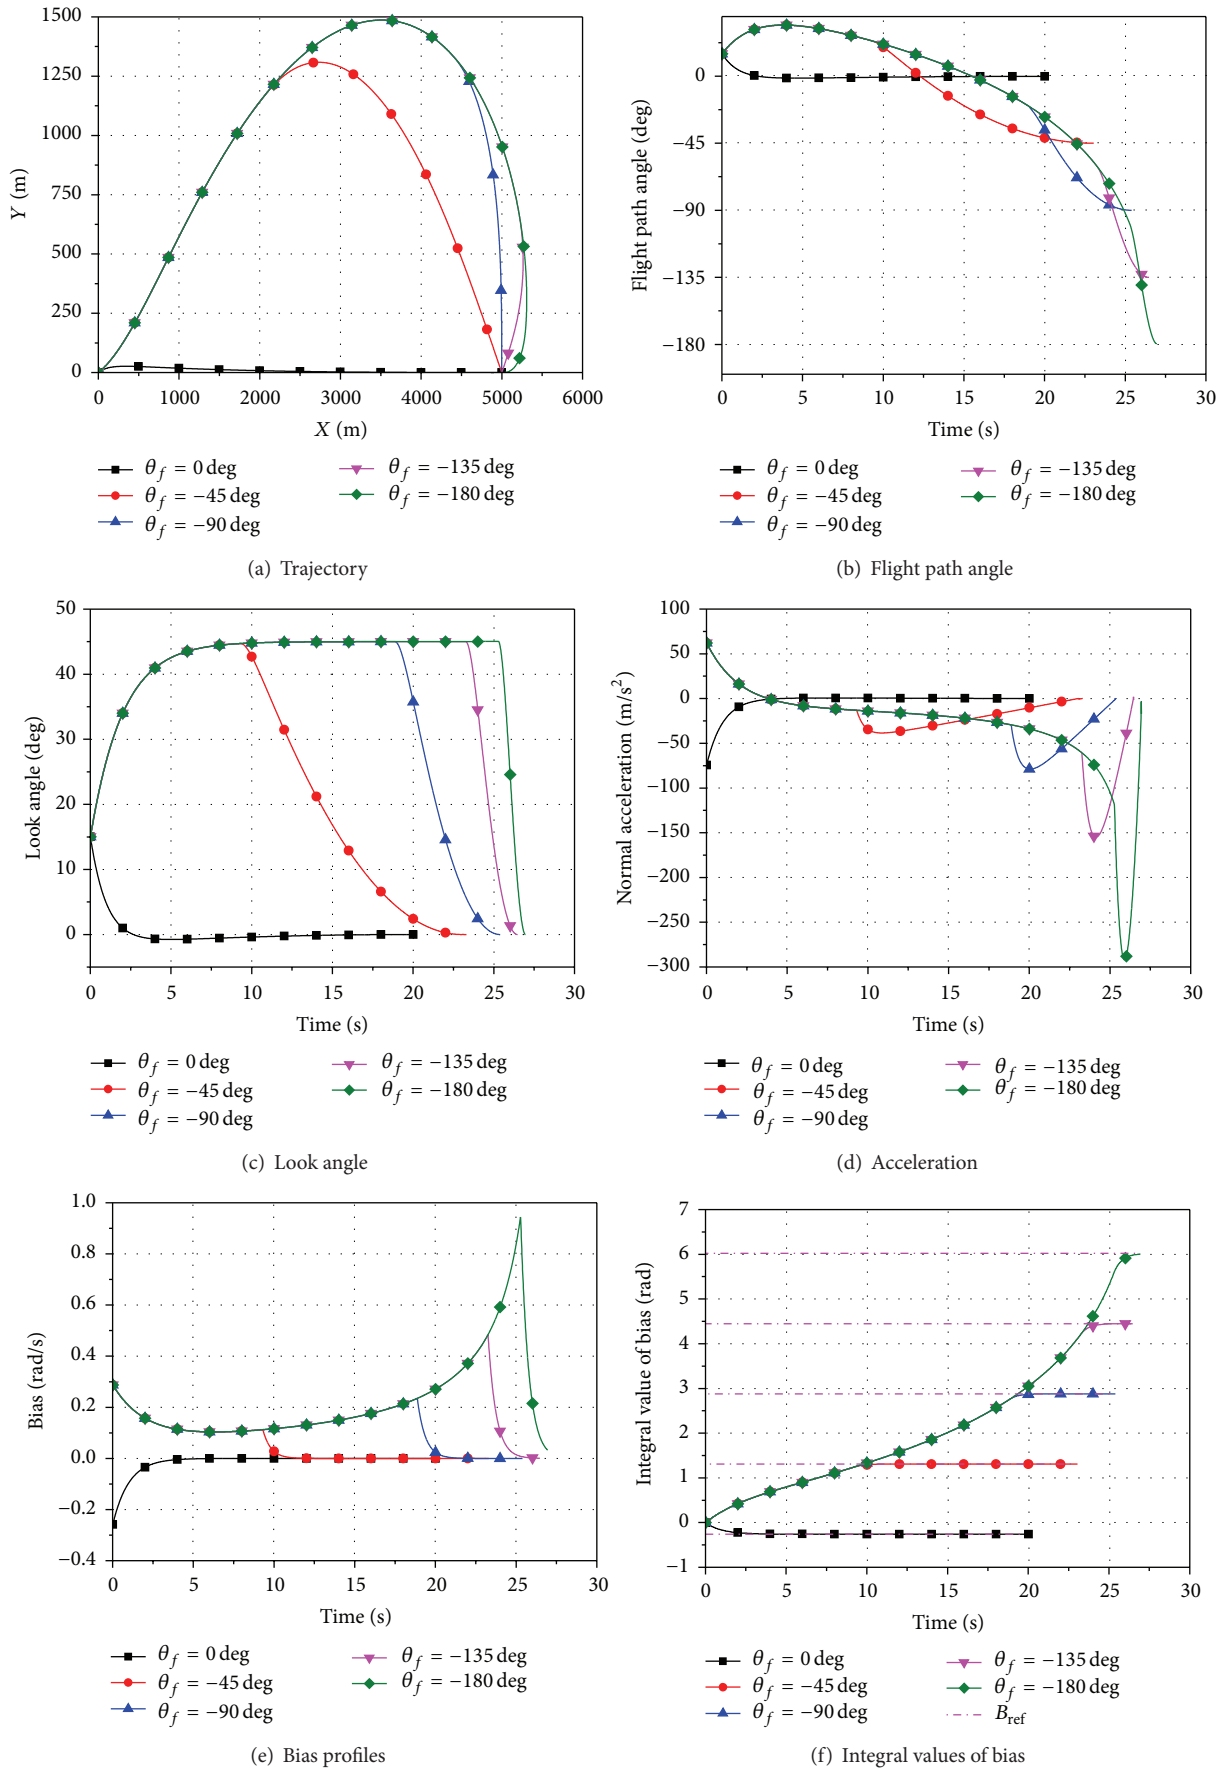 1500
1250
1000
750
500
250
0
Y (m)
0 1000 2000 3000 4000 5000 6000
X (m)
θf = 0 deg
θf = −45 deg
θf = −90 deg
θf = −135 deg
θf = −180 deg
(a) Trajectory
0
−45
−90
−135
−180
Flight path angle (deg)
0 5 10 15 20 25 30
Time (s)
θf = 0 deg
θf = −45 deg
θf = −90 deg
θf = −135 deg
θf = −180 deg
(b) Flight path angle
50
40
30
20
10
0
Look angle (deg)
0 5 10 15 20 25 30
Time (s)
θf = 0 deg
θf = −45 deg
θf = −90 deg
θf = −135 deg
θf = −180 deg
(c) Look angle
100
50
0
−50
−100
−150
−200
−250
−300
Normal acceleration (m/s²)
0 5 10 15 20 25 30
Time (s)
θf = 0 deg
θf = −45 deg
θf = −90 deg
θf = −135 deg
θf = −180 deg
(d) Acceleration
1.0
0.8
0.6
0.4
0.2
0.0
−0.2
−0.4
Bias (rad/s)
0 5 10 15 20 25 30
Time (s)
θf = 0 deg
θf = −45 deg
θf = −90 deg
θf = −135 deg
θf = −180 deg
(e) Bias profiles
7
6
5
4
3
2
1
0
−1
Integral value of bias (rad)
0 5 10 15 20 25 30
Time (s)
θf = 0 deg
θf = −45 deg
θf = −90 deg
θf = −135 deg
θf = −180 deg
Bref
(f) Integral values of bias